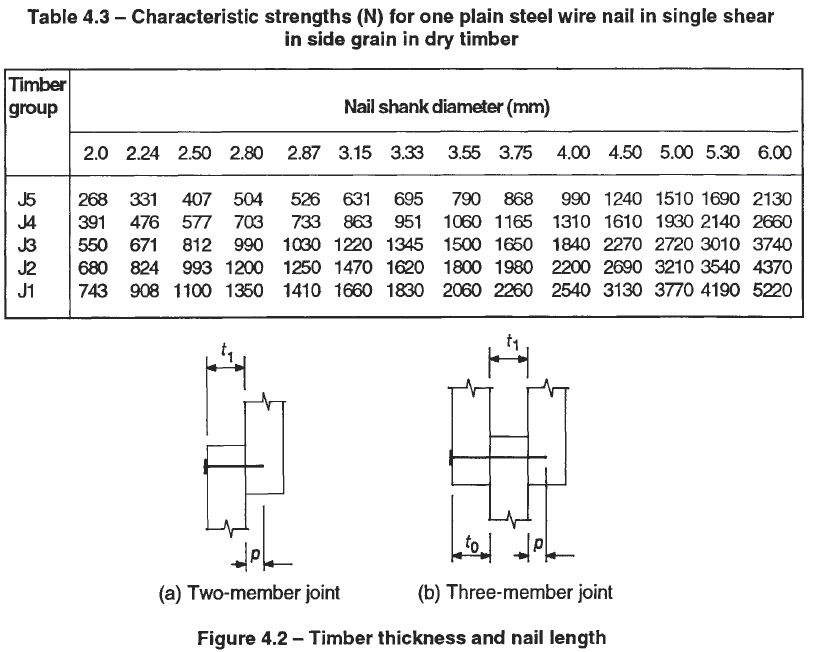 Table 4.3 – Characteristic strengths (N) for one plain steel wire nail in single shear
in side grain in dry timber
Timber
group
Nail shank diameter (mm)
2.0 2.24 2.50 2.80 2.87 3.15 3.33 3.55 3.75 4.00 4.50 5.00 5.30 6.00
J5 268 331 407 504 526 631 695 790 868 990 1240 1510 1690 2130
J4 391 476 577 703 733 863 951 1060 1165 1310 1610 1930 2140 2660
J3 550 671 812 990 1030 1220 1345 1500 1650 1840 2270 2720 3010 3740
J2 680 824 993 1200 1250 1470 1620 1800 1980 2200 2690 3210 3540 4370
J1 743 908 1100 1350 1410 1660 1830 2060 2260 2540 3130 3770 4190 5220
t1
t1
p
t0
p
(a) Two-member joint
(b) Three-member joint
Figure 4.2 – Timber thickness and nail length